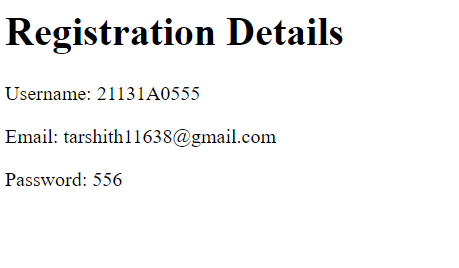 Registration Details
Username: 21131A0555
Email: tarshith11638@gmail.com
Password: 556